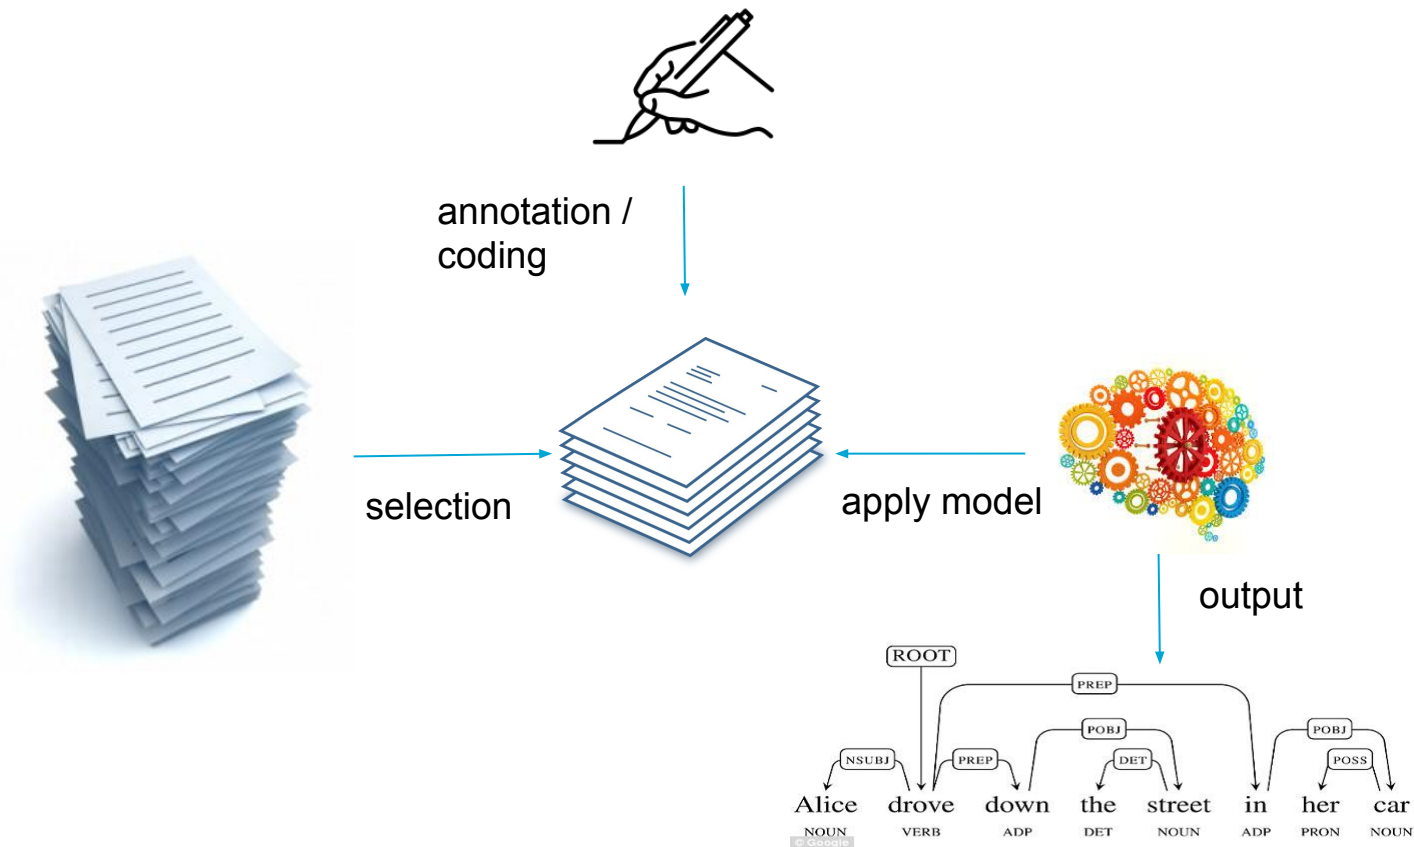 annotation /
coding
selection
apply model
output
ROOT
PREP
POBJ
POBJ
NSUBJ
PREP
DET
POSS
Alice drove down the street in her car
NOUN VERB ADP DET NOUN ADP PRON NOUN
© Google